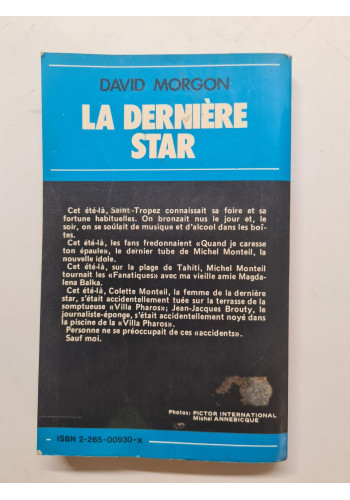 DAVID MORGON
LA DERNIÈRE
STAR
Cet été-là, Saint-Tropez connaissait sa foire et sa
fortune habituelles. On bronzait nus le jour et, le
soir, on se soûlait de musique et d'alcool dans les boî-
tes.
Cet été-là, les fans fredonnaient «Quand je caresse
ton épaule», le dernier tube de Michel Monteil, la
nouvelle idole.
Cet été-là, sur la plage de Tahiti, Michel Monteil
tournait les «Fanatiques» avec ma vieille amie Magda-
lena Balka.
Cet été-là, Colette Monteil, la femme de la dernière
star, s'était accidentellement tuée sur la terrasse de la
somptueuse «Villa Pharos»; Jean-Jacques Brouty, le
journaliste-éponge, s'était accidentellement noyé dans
la piscine de la «Villa Pharos».
Personne ne se préoccupait de ces «accidents».
Sauf moi.
Photos: PICTOR INTERNATIONAL
Michel ANNEBICQUE
ISBN 2-265-00930-x